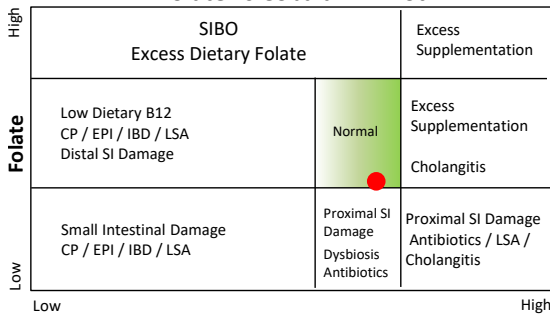 High
SIBO
Excess Dietary Folate
Excess
Supplementation
Folate
Low Dietary B12
CP / EPI / IBD / LSA
Distal SI Damage
Normal
Excess
Supplementation
Cholangitis
Small Intestinal Damage
CP / EPI / IBD / LSA
Proximal SI
Damage
Dysbiosis
Antibiotics
Proximal SI Damage
Antibiotics / LSA /
Cholangitis
Low
Low
High